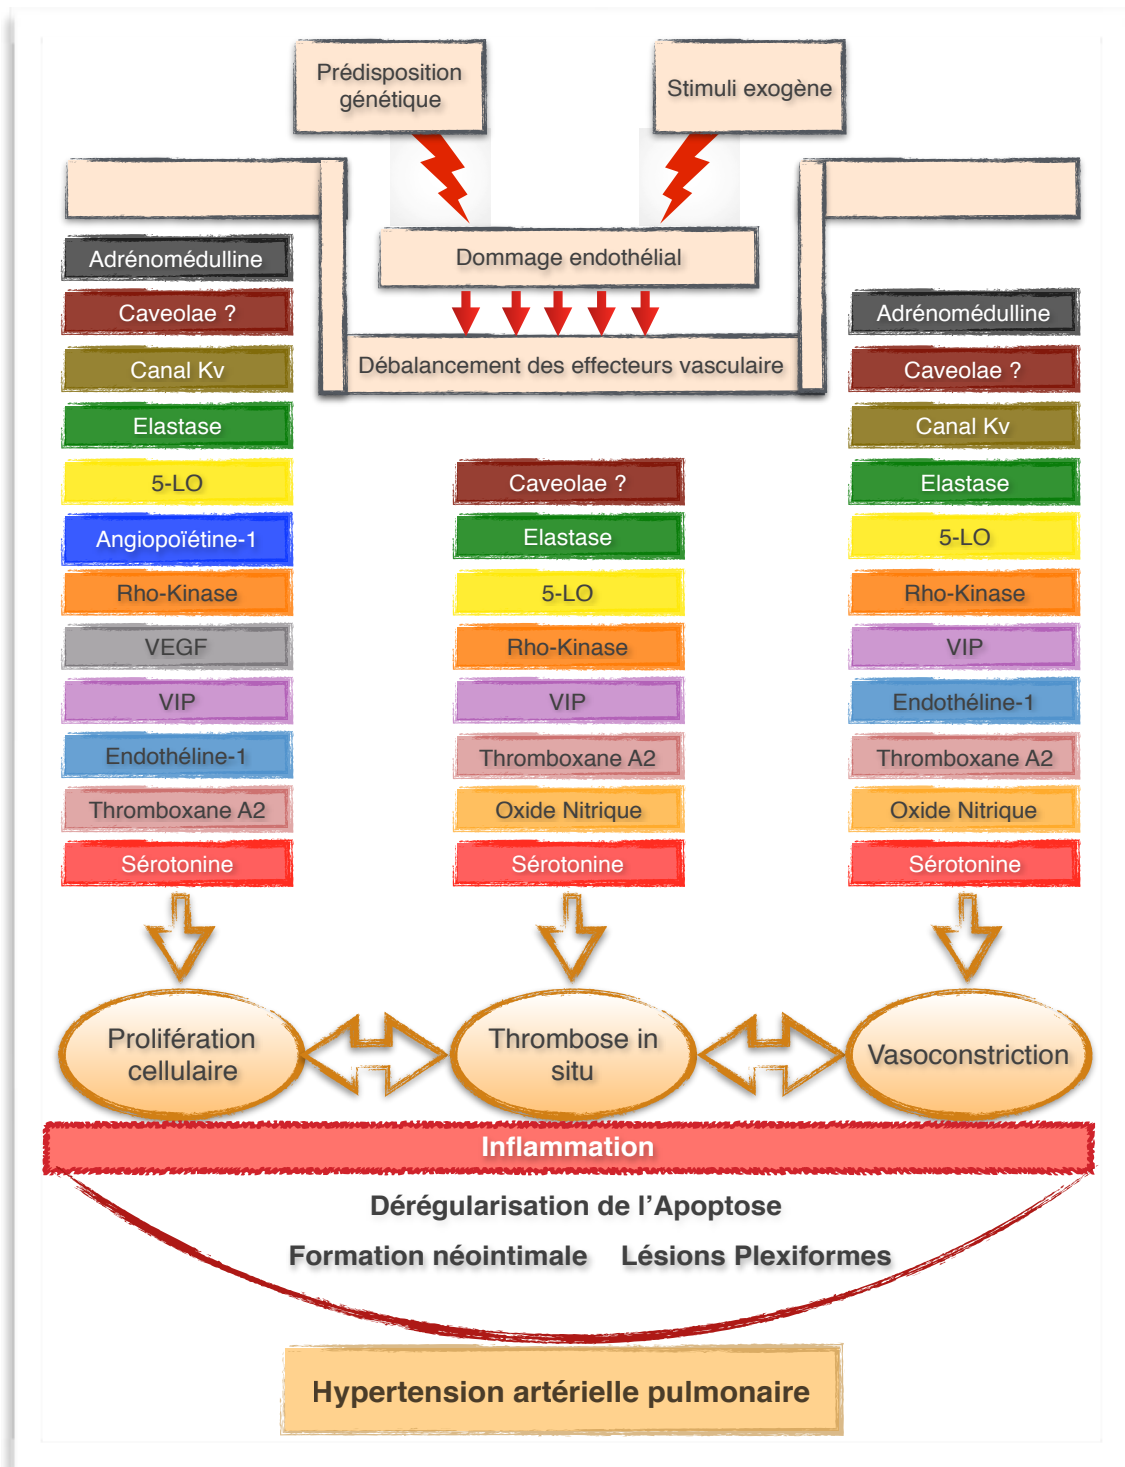 Prédisposition
génétique
Stimuli exogène
Dommage endothélial
Débalancement des effecteurs vasculaire
Adrénomédulline
Caveolae ?
Canal Kv
Elastase
5-LO
Angiopoïétine-1
Rho-Kinase
VEGF
VIP
Endothéline-1
Thromboxane A2
Sérotonine
Caveolae ?
Elastase
5-LO
Rho-Kinase
VIP
Thromboxane A2
Oxide Nitrique
Sérotonine
Adrénomédulline
Caveolae ?
Canal Kv
Elastase
5-LO
Rho-Kinase
VIP
Endothéline-1
Thromboxane A2
Oxide Nitrique
Sérotonine
Prolifération
cellulaire
Thrombose in
situ
Vasoconstriction
Inflammation
Dérégularisation de l’Apoptose
Formation néointimale Lésions Plexiformes
Hypertension artérielle pulmonaire